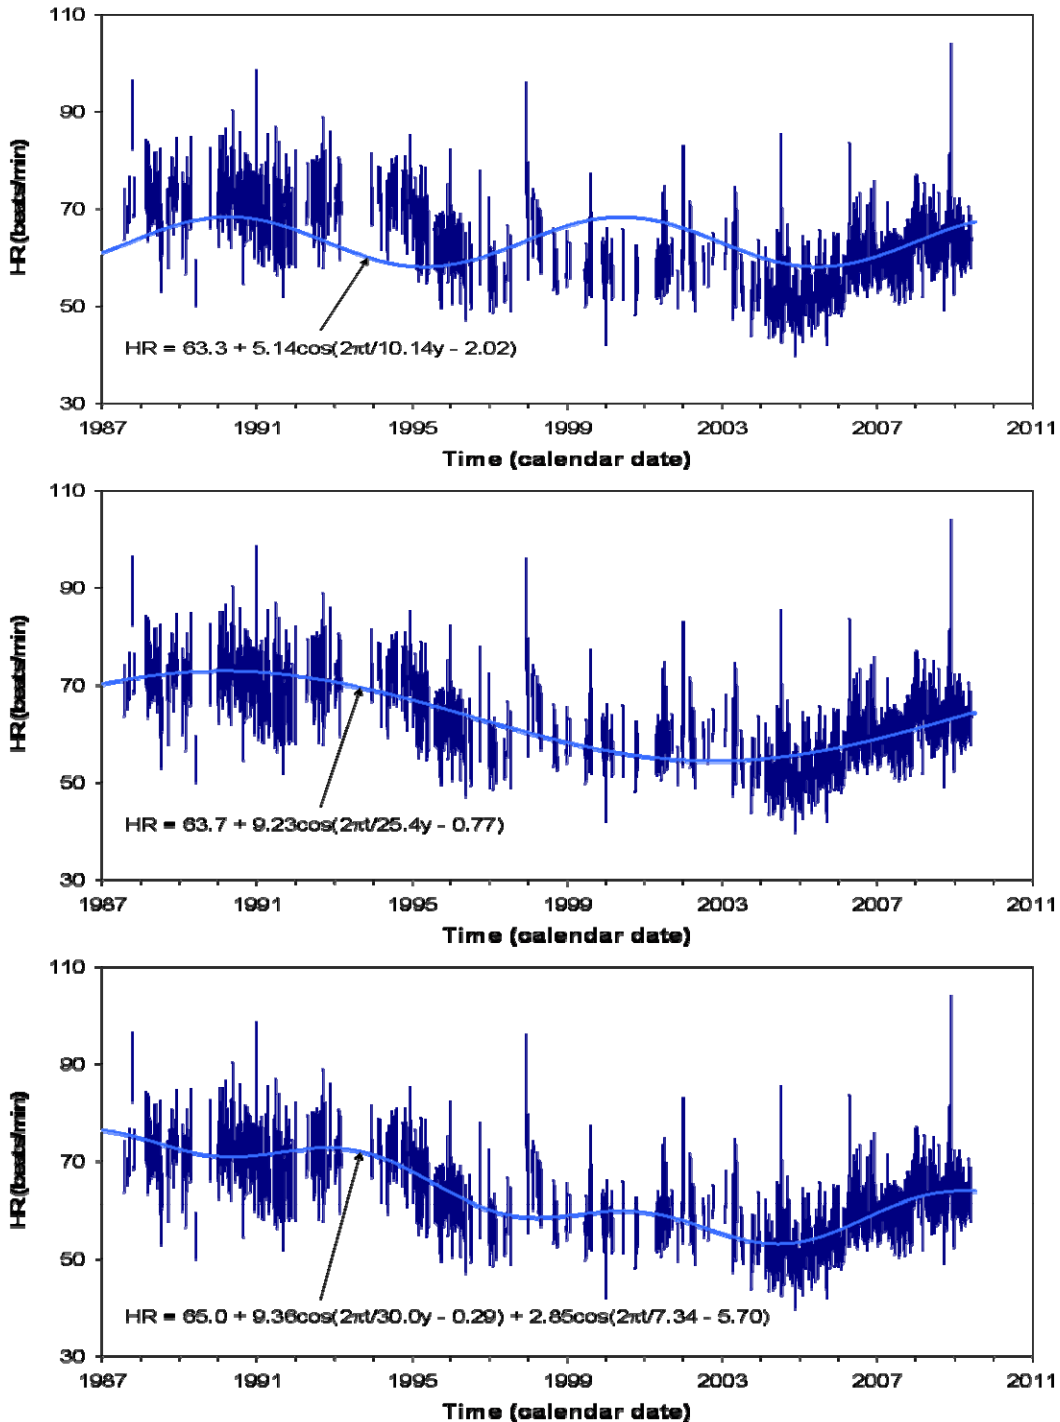 110
90
70
50
30
HR (beats/min)
HR = 63.3 + 5.14cos(2πt/10.14y - 2.02)
1987 1991 1995 1999 2003 2007 2011
Time (calendar date)
110
90
70
50
30
HR (beats/min)
HR = 63.7 + 9.23cos(2πt/25.4y - 0.77)
1987 1991 1995 1999 2003 2007 2011
Time (calendar date)
110
90
70
50
30
HR (beats/min)
HR = 65.0 + 9.36cos(2πt/30.0y - 0.29) + 2.85cos(2πt/7.34 - 5.70)
1987 1991 1995 1999 2003 2007 2011
Time (calendar date)